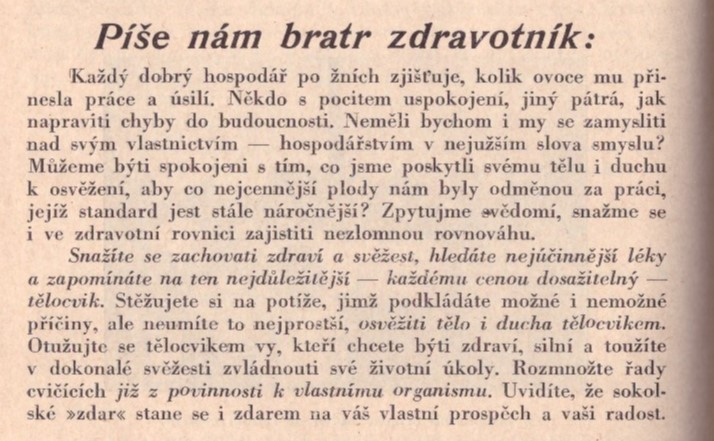 Píše nám bratr zdravotník:
Každý dobrý hospodář po žních zjišťuje, kolik ovoce mu při-
nesla práce a úsilí. Někdo s pocitem uspokojení, jiný pátrá, jak
napraviti chyby do budoucnosti. Neměli bychom i my se zamysliti
nad svým vlastnictvím — hospodářstvím v nejužším slova smyslu?
Můžeme býti spokojeni s tím, co jsme poskytli svému tělu i duchu
k osvěžení, aby co nejcennější plody nám byly odměnou za práci,
jejíž standard jest stále náročnější? Zpytujme svědomí, snažme se
i ve zdravotní rovnici zajistiti nezlomnou rovnováhu.
Snažíte se zachovati zdraví a svěžest, hledáte nejúčinnější léky
a zapomínáte na ten nejdůležitější — každému cenou dosažitelný —
tělocvik. Stěžujete si na potíže, jimž podkládáte možné i nemožné
příčiny, ale neumíte to nejprostší, osvěžiti tělo i ducha tělocvikem.
Otužujte se tělocvikem vy, kteří chcete býti zdraví, silní a toužíte
v dokonalé svěžesti zvládnouti své životní úkoly. Rozmnožte řady
cvičících již z povinnosti k vlastnímu organismu. Uvidíte, že sokol-
ské »zdar« stane se i zdarem na váš vlastní prospěch a vaši radost.